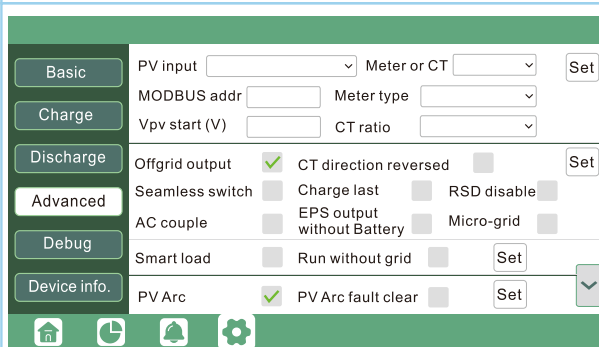 Basic
Charge
Discharge
Advanced
Debug
Device info.
PV input Meter or CT Set
MODBUS addr Meter type
Vpv start (V) CT ratio
Offgrid output CT direction reversed Set
Seamless switch Charge last RSD disable
AC couple EPS output without Battery Micro-grid
Smart load Run without grid Set
PV Arc PV Arc fault clear Set